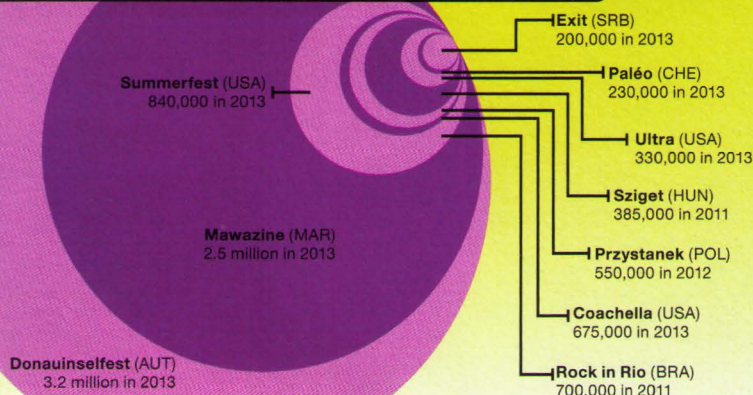 Exit (SRB)
200,000 in 2013
Summerfest (USA)
840,000 in 2013
Paléo (CHE)
230,000 in 2013
Ultra (USA)
330,000 in 2013
Sziget (HUN)
385,000 in 2011
Mawazine (MAR)
2.5 million in 2013
Przystanek (POL)
550,000 in 2012
Coachella (USA)
675,000 in 2013
Donauinselfest (AUT)
3.2 million in 2013
Rock in Rio (BRA)
700,000 in 2011